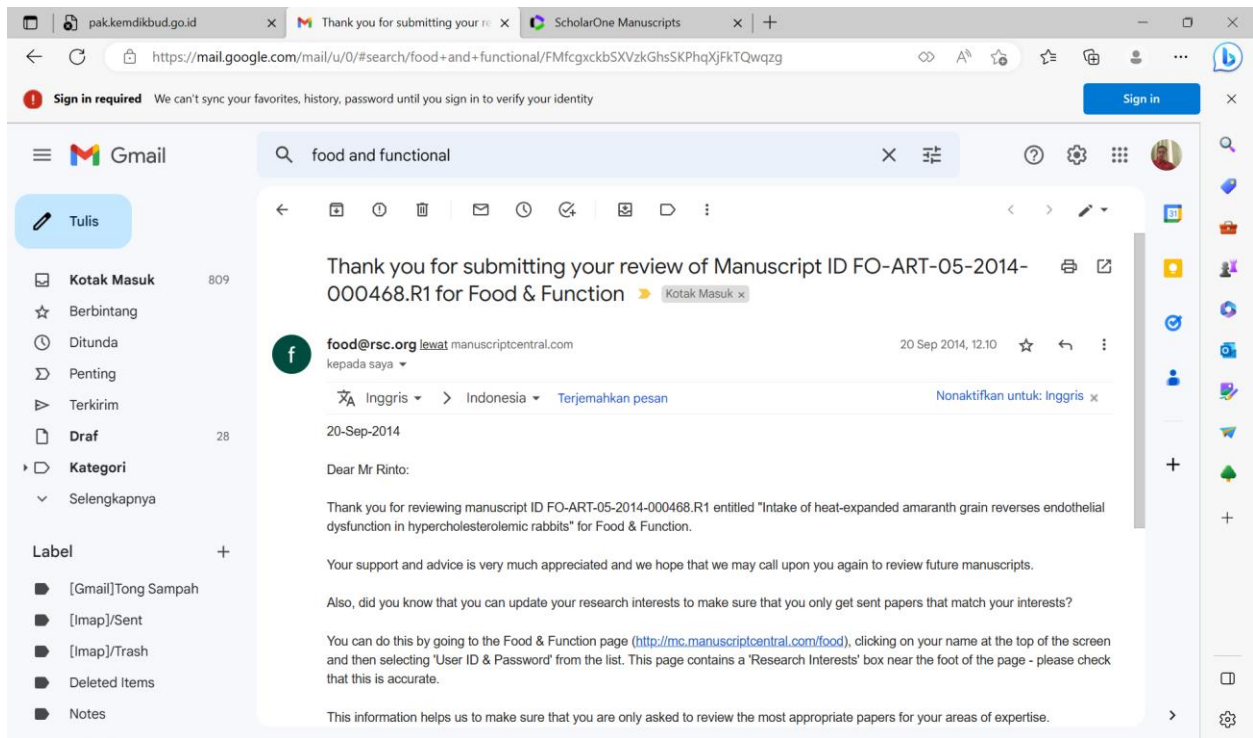 pak.kemdikbud.go.id
Thank you for submitting your re
ScholarOne Manuscripts
https://mail.google.com/mail/u/0/#search/food+and+functional/FMfcgxckbSXVzkGhsSKPhqXjFkTQwqzg
Sign in required We can't sync your favorites, history, password until you sign in to verify your identity
Sign in
Gmail
food and functional
Tulis
Kotak Masuk 809
Berbintang
Ditunda
Penting
Terkirim
Draf 28
Kategori
Selengkapnya
Label
[Gmail]Tong Sampah
[Imap]/Sent
[Imap]/Trash
Deleted Items
Notes
Thank you for submitting your review of Manuscript ID FO-ART-05-2014-
000468.R1 for Food & Function Kotak Masuk x
f
food@rsc.org lewat manuscriptcentral.com
20 Sep 2014, 12.10
kepada saya
Inggris > Indonesia Terjemahkan pesan
Nonaktifkan untuk: Inggris x
20-Sep-2014
Dear Mr Rinto:
Thank you for reviewing manuscript ID FO-ART-05-2014-000468.R1 entitled "Intake of heat-expanded amaranth grain reverses endothelial
dysfunction in hypercholesterolemic rabbits" for Food & Function.
Your support and advice is very much appreciated and we hope that we may call upon you again to review future manuscripts.
Also, did you know that you can update your research interests to make sure that you only get sent papers that match your interests?
You can do this by going to the Food & Function page (http://mc.manuscriptcentral.com/food), clicking on your name at the top of the screen
and then selecting 'User ID & Password' from the list. This page contains a 'Research Interests' box near the foot of the page - please check
that this is accurate.
This information helps us to make sure that you are only asked to review the most appropriate papers for your areas of expertise.
31